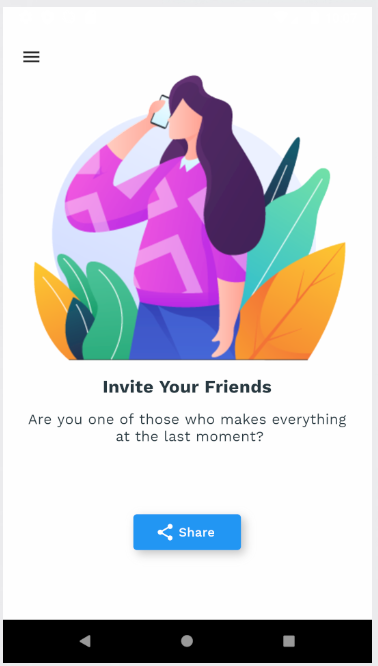 Invite Your Friends
Are you one of those who makes everything
at the last moment?
Share